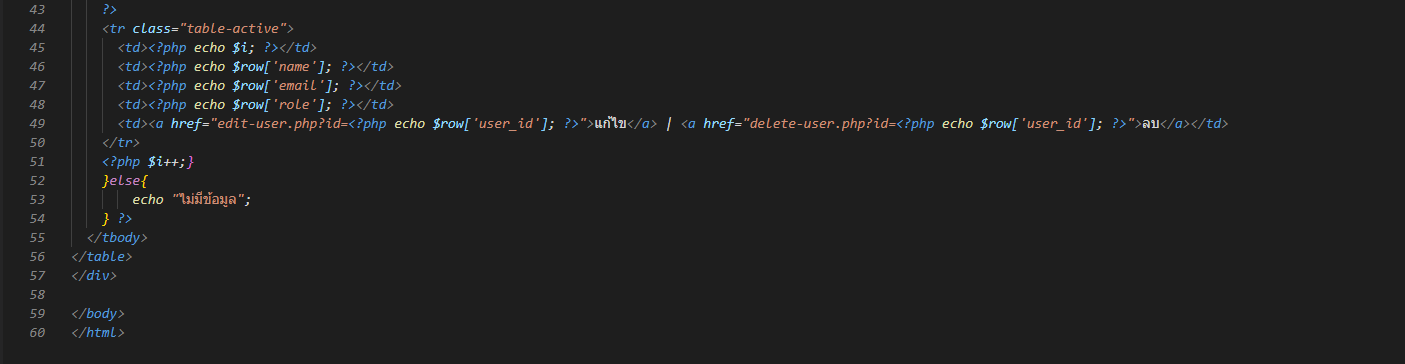 43 ?>
44 <tr class="table-active">
45 <td><?php echo $i; ?></td>
46 <td><?php echo $row['name']; ?></td>
47 <td><?php echo $row['email']; ?></td>
48 <td><?php echo $row['role']; ?></td>
49 <td><a href="edit-user.php?id=<?php echo $row['user_id']; ?>">แก้ไข</a> | <a href="delete-user.php?id=<?php echo $row['user_id']; ?>">ลบ</a></td>
50 </tr>
51 <?php $i++;}
52 }else{
53 echo "ไม่มีข้อมูล";
54 } ?>
55 </tbody>
56 </table>
57 </div>
58
59 </body>
60 </html>